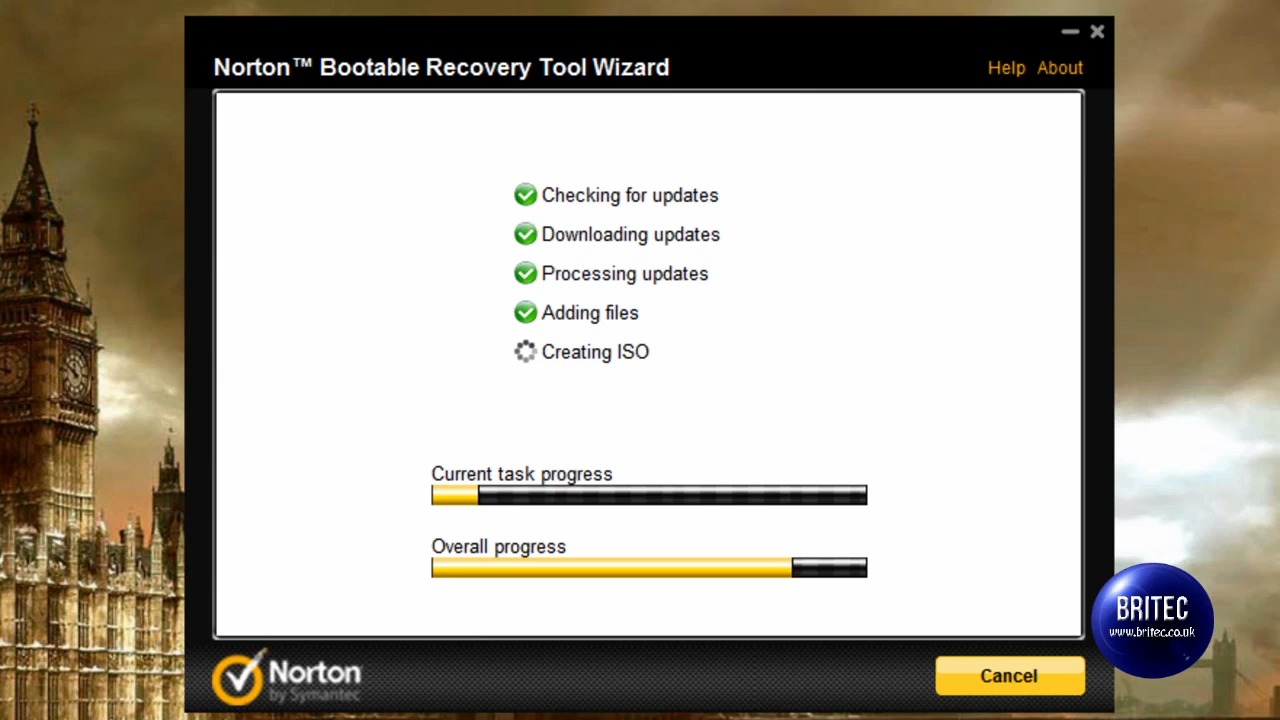 Norton™ Bootable Recovery Tool Wizard
Help About
Checking for updates
Downloading updates
Processing updates
Adding files
Creating ISO
Current task progress
Overall progress
BRITEC
www.britec.co.uk
Norton
by Symantec
Cancel